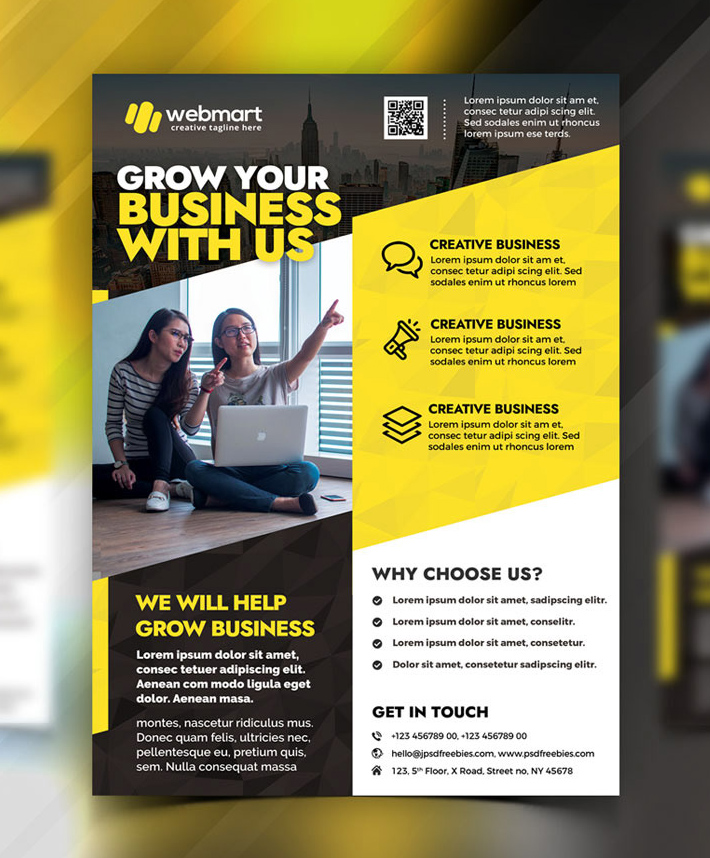 webmart
creative tagline here
Lorem ipsum dolor sit am et,
consec tetur adipi scing elit. Sed
sodales enim ut rhoncus lorem
ipsum ese terds.
GROW YOUR
BUSINESS
WITH US
CREATIVE BUSINESS
Lorem ipsum dolor sit am et,
consec tetur adipi scing elit. Sed
sodales enim ut rhoncus lorem
CREATIVE BUSINESS
Lorem ipsum dolor sit am et,
consec tetur adipi scing elit. Sed
sodales enim ut rhoncus lorem
CREATIVE BUSINESS
Lorem ipsum dolor sit am et,
consec tetur adipi scing elit. Sed
sodales enim ut rhoncus lorem
WE WILL HELP
GROW BUSINESS
Lorem ipsum dolor sit amet,
consec tetuer adipiscing elit.
Aenean com modo ligula eget
dolor. Aenean masa.
montes, nascetur ridiculus mus.
Donec quam felis, ultricies nec,
pellentesque eu, pretium quis,
sem. Nulla consequat massa
WHY CHOOSE US?
Lorem ipsum dolor sit amet, sadipscing elitr.
Lorem ipsum dolor sit amet, conselitr.
Lorem ipsum dolor sit amet, consetetur.
Dolor sit amet, consetetur sadipscing elitr.
GET IN TOUCH
+123 456789 00, +123 456789 00
hello@jpsdfreebies.com, www.psdfreebies.com
123, 5th Floor, X Road, Street no, NY 45678